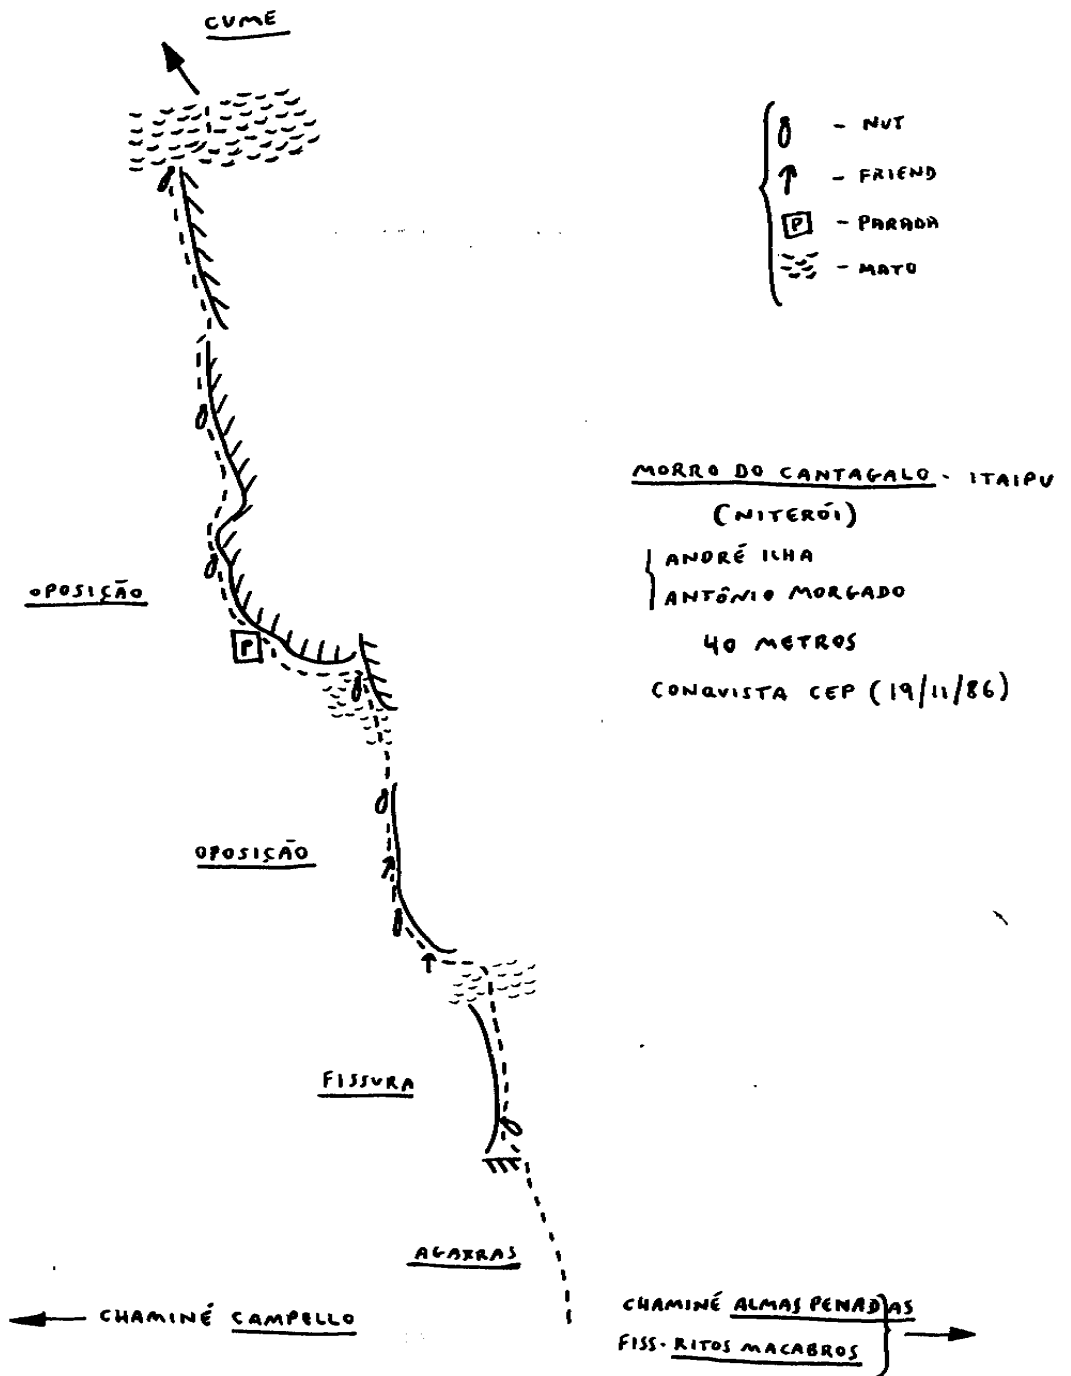 CUME
- NUT
- FRIEND
P - PARADA
- MATO
MORRO DO CANTAGALO - ITAIPU
(NITERÓI)
ANDRÉ ILHA
ANTÔNIO MORGADO
40 METROS
CONQUISTA CEP (19/11/86)
OPOSIÇÃO
P
OPOSIÇÃO
FISSURA
CHAMINÉ CAMPELLO
CHAMINÉ ALMAS PENADAS
FISS. RITOS MACABROS